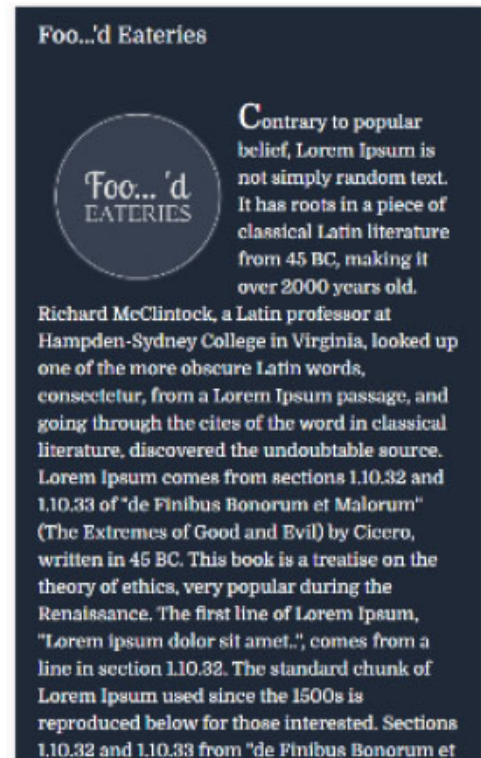 Foo...'d Eateries
Foo... 'd
EATERIES
Contrary to popular
belief, Lorem Ipsum is
not simply random text.
It has roots in a piece of
classical Latin literature
from 45 BC, making it
over 2000 years old.
Richard McClintock, a Latin professor at
Hampden-Sydney College in Virginia, looked up
one of the more obscure Latin words,
consectetur, from a Lorem Ipsum passage, and
going through the cites of the word in classical
literature, discovered the undoubtable source.
Lorem Ipsum comes from sections 1.10.32 and
1.10.33 of "de Finibus Bonorum et Malorum"
(The Extremes of Good and Evil) by Cicero,
written in 45 BC. This book is a treatise on the
theory of ethics, very popular during the
Renaissance. The first line of Lorem Ipsum,
"Lorem ipsum dolor sit amet..", comes from a
line in section 1.10.32. The standard chunk of
Lorem Ipsum used since the 1500s is
reproduced below for those interested. Sections
1.10.32 and 1.10.33 from "de Finibus Bonorum et